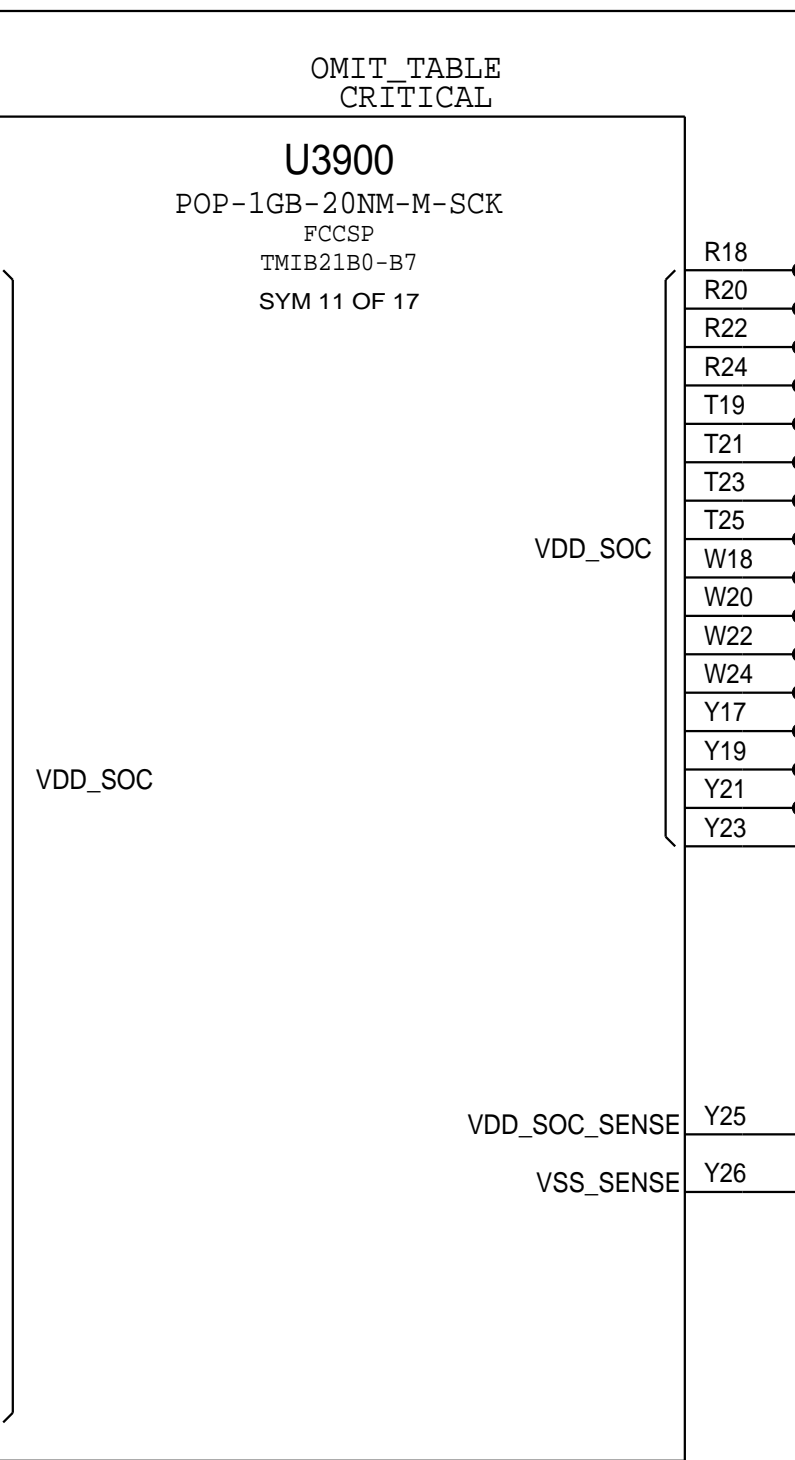 OMIT_TABLE
CRITICAL
U3900
POP-1GB-20NM-M-SCK
FCCSP
TMIB21B0-B7
SYM 11 OF 17
R18
R20
R22
R24
T19
T21
T23
T25
VDD_SOC
W18
W20
W22
W24
Y17
Y19
VDD_SOC
Y21
Y23
VDD_SOC_SENSE Y25
VSS_SENSE Y26